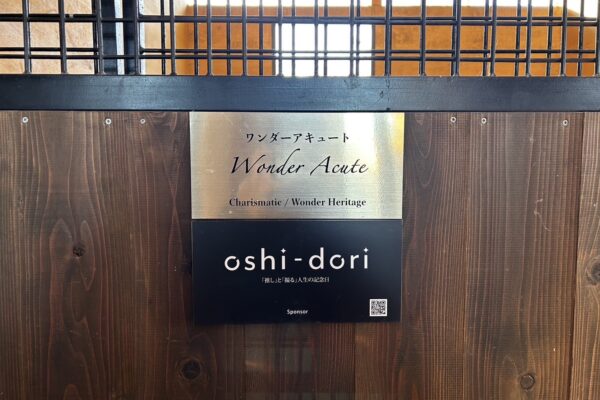 ワンダーアキュート
Wonder Acute
Charismatic / Wonder Heritage
oshi-dori
「推し」と「撮る」人生の記念日
Sponsor